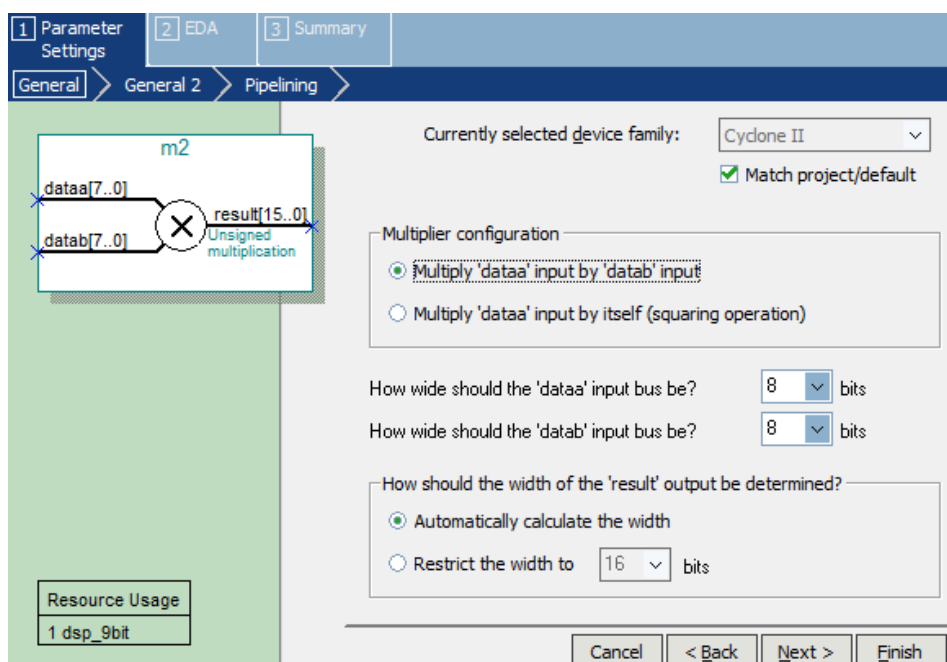 1 Parameter Settings
2 EDA
3 Summary
General
General 2
Pipelining
m2
dataa[7..0]
datab[7..0]
result[15..0]
Unsigned
multiplication
Currently selected device family:
Cyclone II
Match project/default
Multiplier configuration
Multiply 'dataa' input by 'datab' input
Multiply 'dataa' input by itself (squaring operation)
How wide should the 'dataa' input bus be? 8 bits
How wide should the 'datab' input bus be? 8 bits
How should the width of the 'result' output be determined?
Automatically calculate the width
Restrict the width to 16 bits
Resource Usage
1 dsp_9bit
Cancel
< Back
Next >
Finish